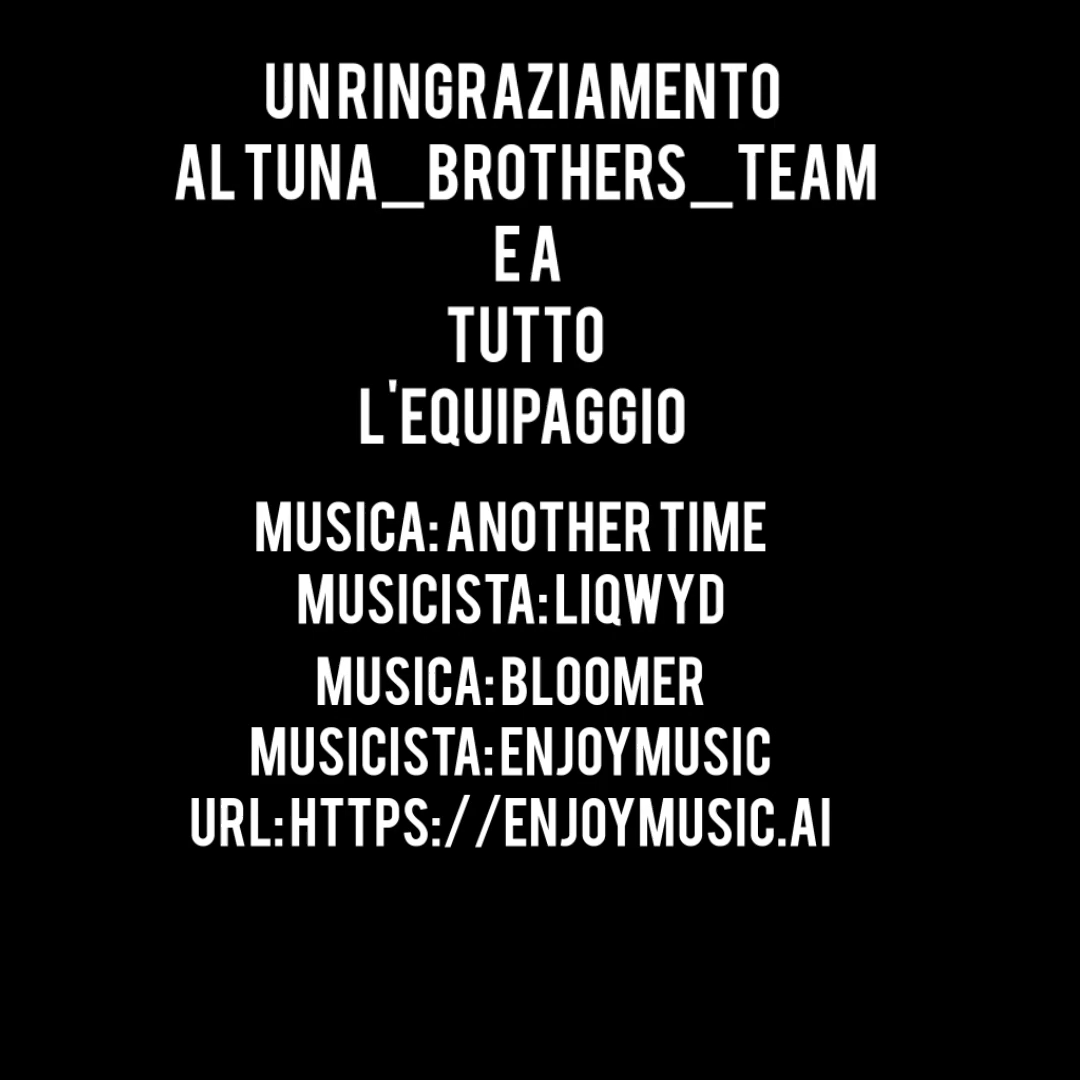 UN RINGRAZIAMENTO
AL TUNA_BROTHERS_TEAM
E A
TUTTO
L'EQUIPAGGIO
MUSICA: ANOTHER TIME
MUSICISTA: LIQWYD
MUSICA: BLOOMER
MUSICISTA: ENJOYMUSIC
URL: HTTPS://ENJOYMUSIC.AI